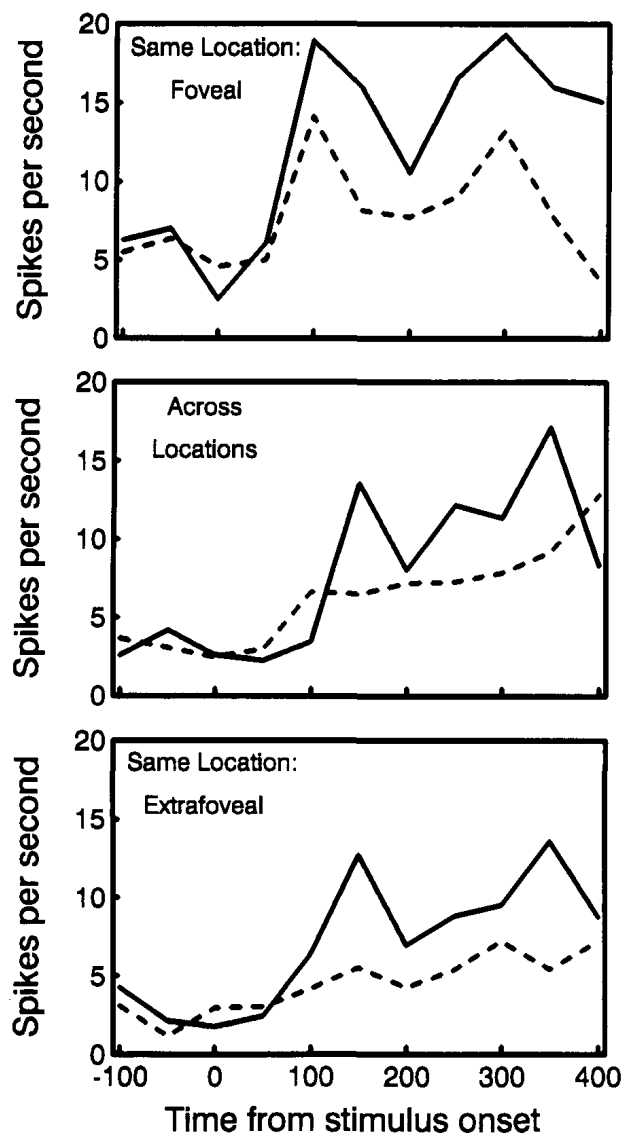 20
Same Location:
Foveal
15
10
5
0
Spikes per second
20
Across
Locations
15
10
5
0
Spikes per second
20
Same Location:
Extrafoveal
15
10
5
0
Spikes per second
-100 0 100 200 300 400
Time from stimulus onset